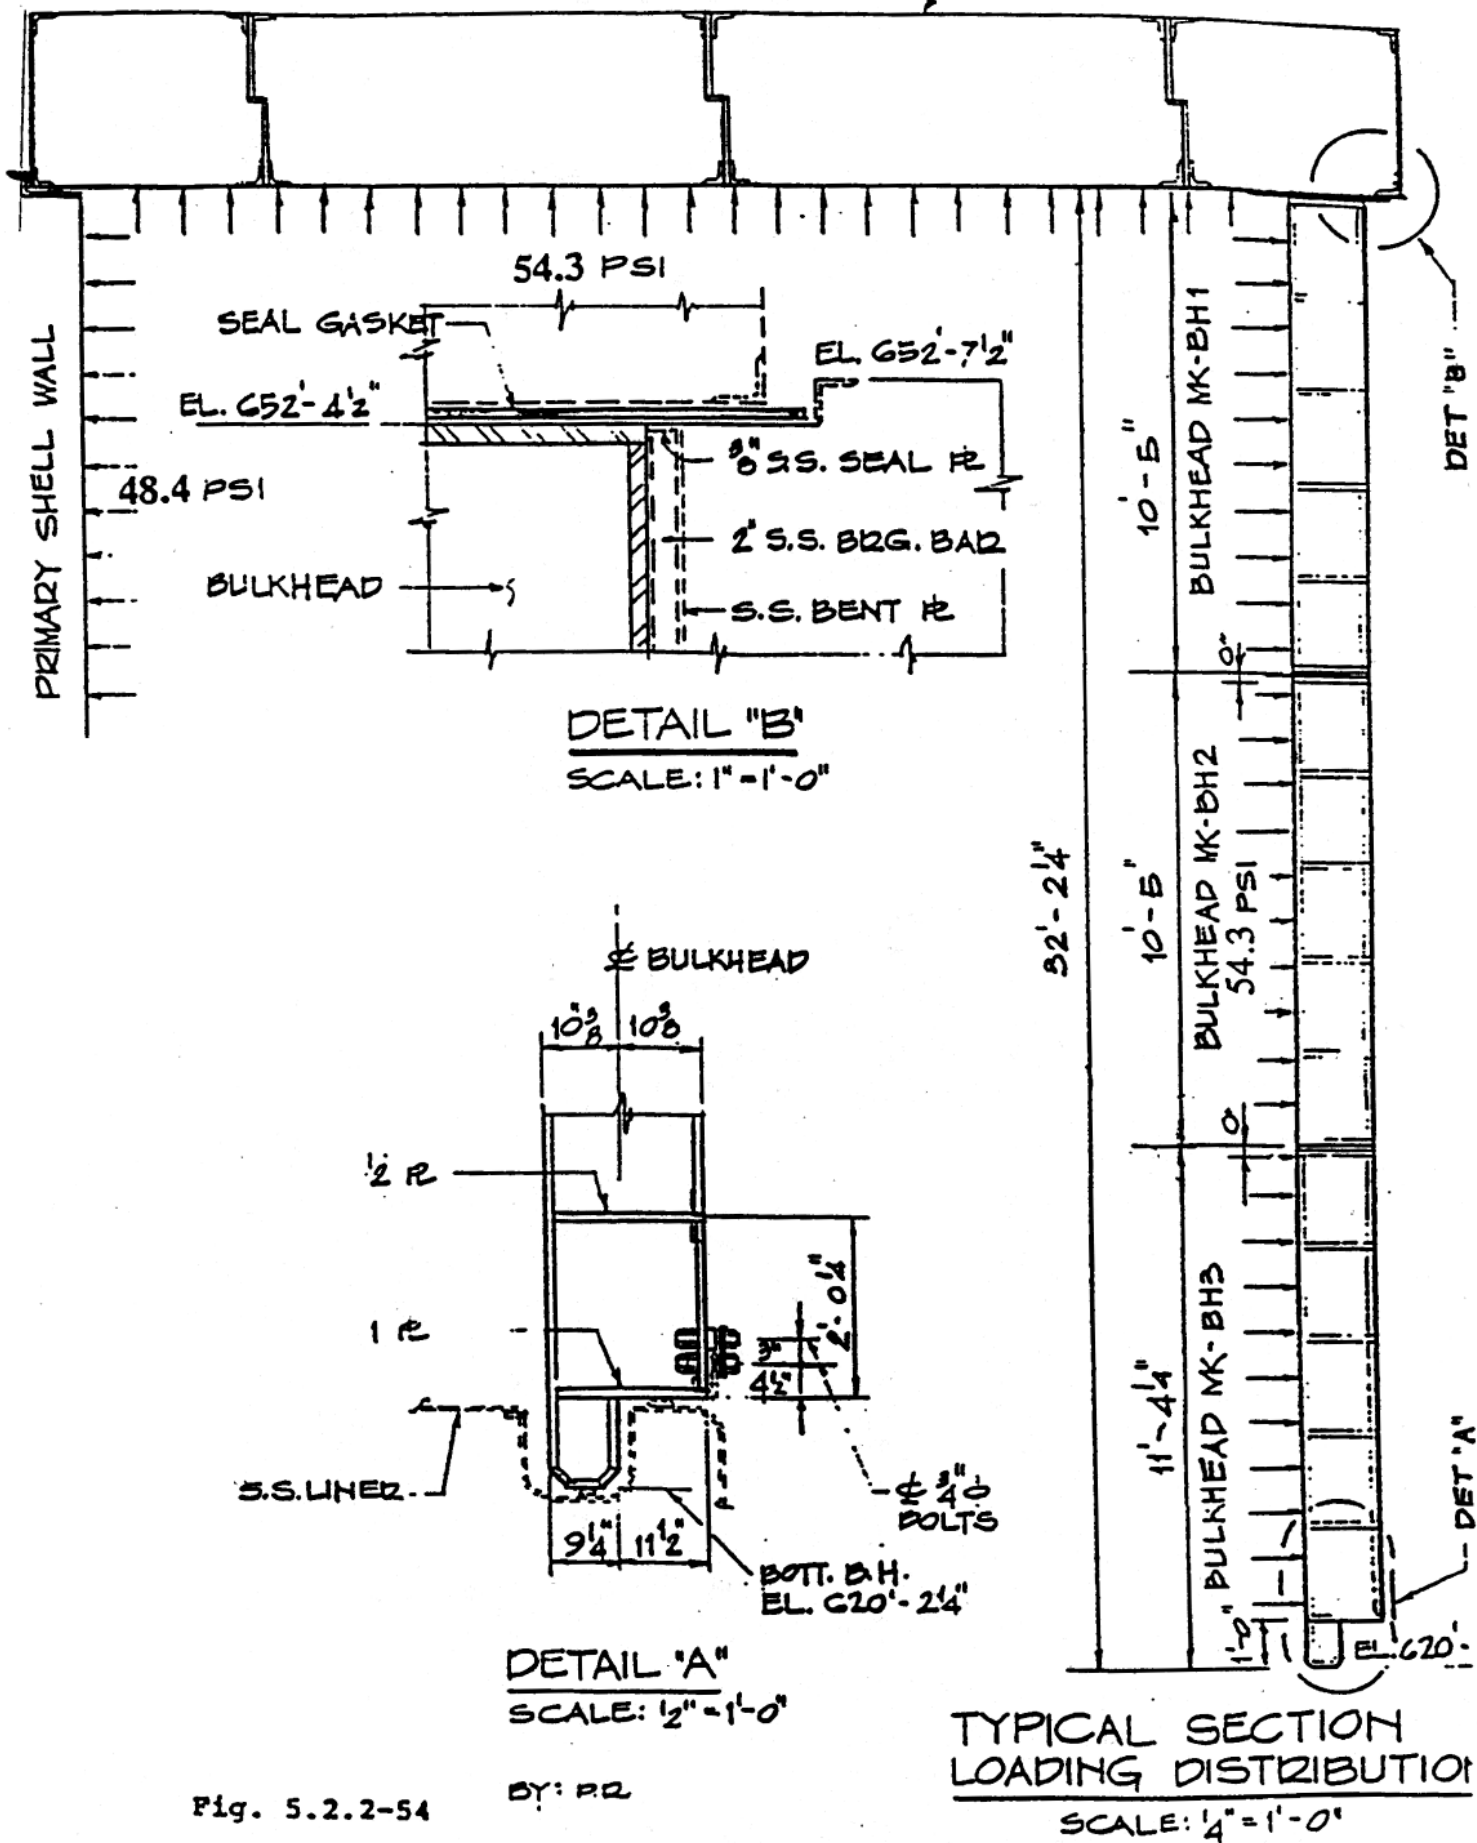 54.3 PSI
SEAL GASKET
EL. 652'-7½"
EL. 652'-4½"
⅜" S.S. SEAL PL
48.4 PSI
2" S.S. BRG. BAR
BULKHEAD
S.S. BENT PL
PRIMARY SHELL WALL
DETAIL "B"
SCALE: 1" = 1'-0"
DET "B"
BULKHEAD MK-BH1
10'-5"
0"
BULKHEAD MK-BH2
54.3 PSI
10'-5"
32'-2¼"
0"
BULKHEAD MK-BH3
11'-4¼"
1'-0"
DET "A"
EL. 620'-
℄ BULKHEAD
10⅜" 10⅜
½ PL
1 PL
2'-0¼"
3"
4½"
S.S. LINER
℄ ¾" Ø
BOLTS
9¼" 11½"
BOTT. B.H.
EL. 620'-2¼"
DETAIL "A"
SCALE: ½" = 1'-0"
TYPICAL SECTION
LOADING DISTRIBUTION
SCALE: ¼" = 1'-0"
BY: P.R.
Fig. 5.2.2-54